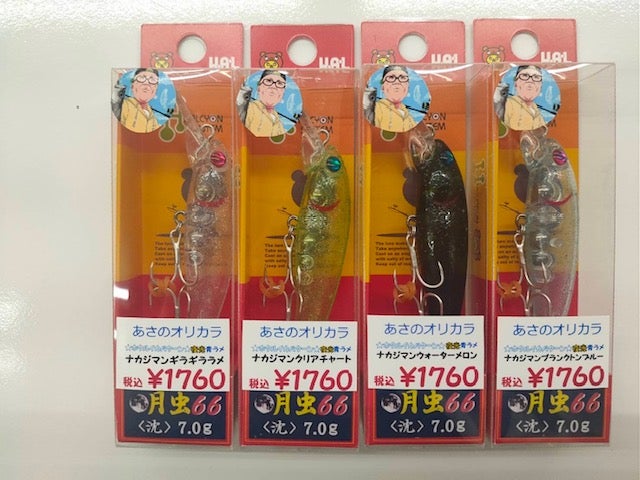 HAL
HAL
HAL
HAL
HALCYON
SYSTEM
あさのオリカラ
ナカジマンギラギララメ
税込 ¥1760
月虫66
〈沈〉 7.0g
あさのオリカラ
ナカジマンクリアチャート
税込 ¥1760
月虫66
〈沈〉 7.0g
あさのオリカラ
ナカジマンウォーターメロン
税込 ¥1760
月虫66
〈沈〉 7.0g
あさのオリカラ
ナカジマンプランクトンブルー
税込 ¥1760
月虫66
〈沈〉 7.0g